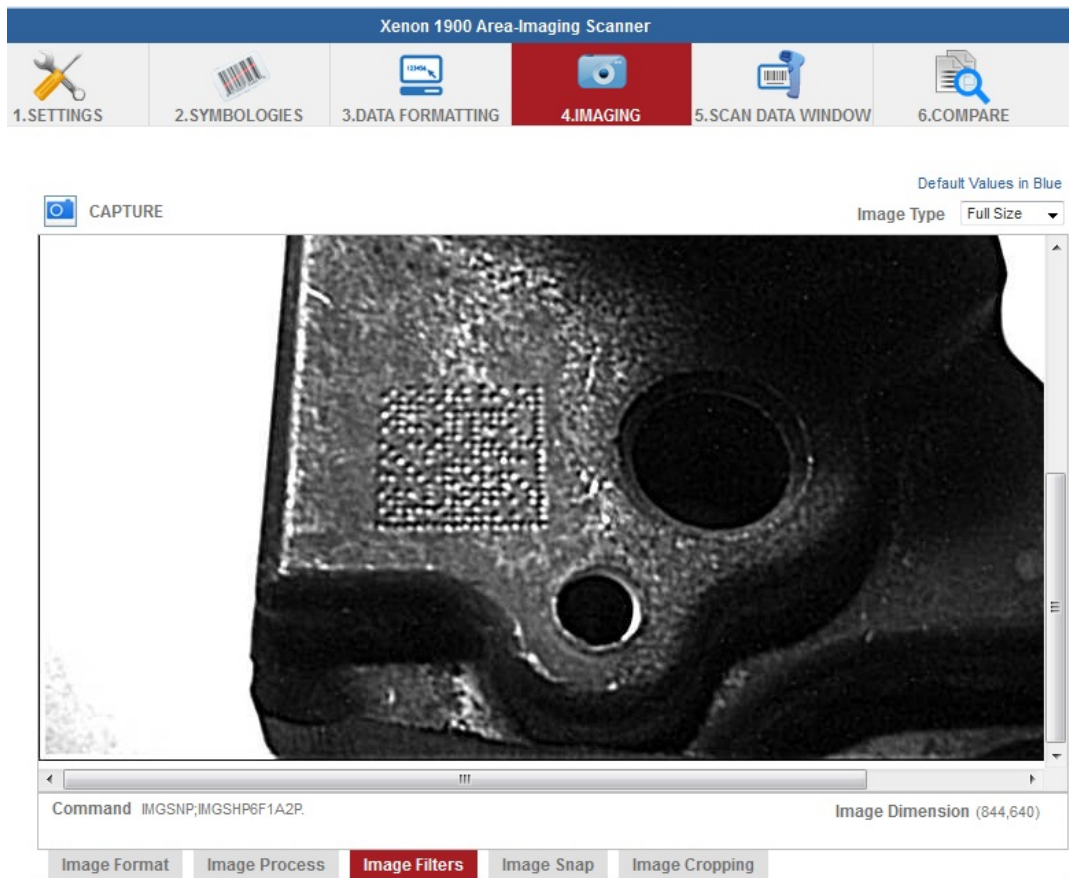 Xenon 1900 Area-Imaging Scanner
1.SETTINGS 2.SYMBOLOGIES 3.DATA FORMATTING 4.IMAGING 5.SCAN DATA WINDOW 6.COMPARE
Default Values in Blue
CAPTURE Image Type Full Size
Command IMGSNP;IMGSHP6F1A2P. Image Dimension (844,640)
Image Format Image Process Image Filters Image Snap Image Cropping